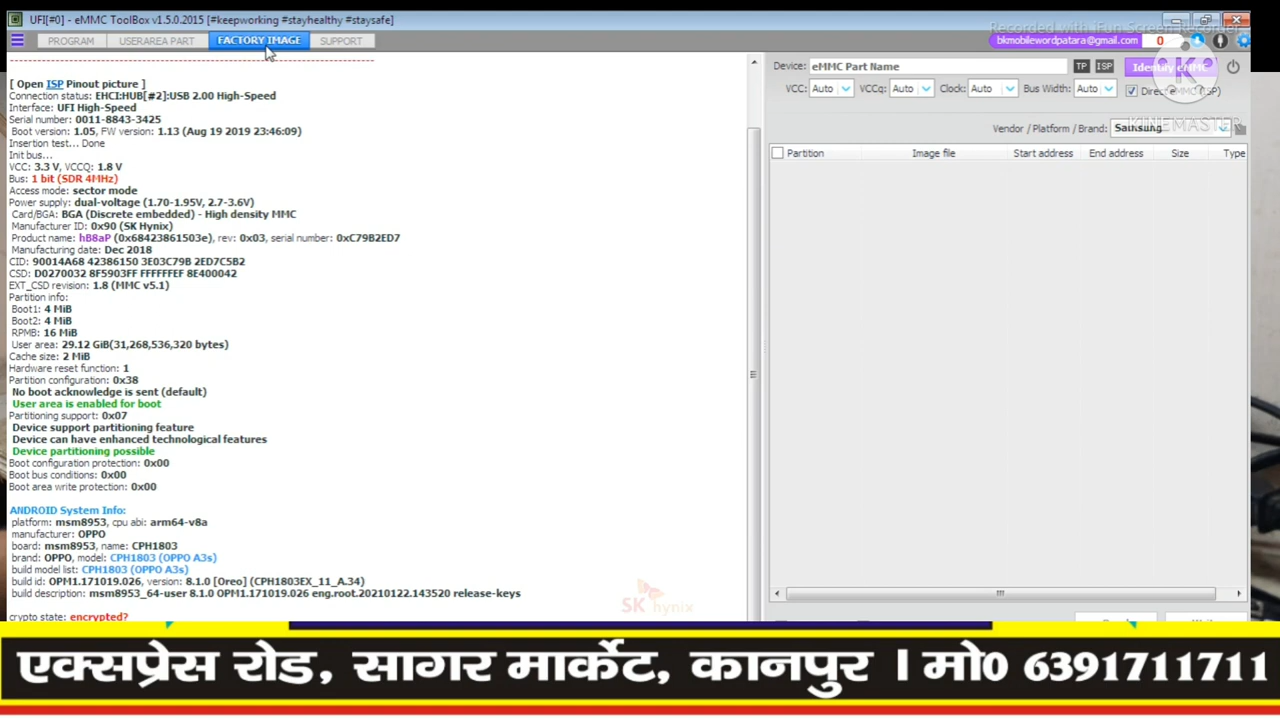 UFI[#0] - eMMC ToolBox v1.5.0.2015 [#keepworking #stayhealthy #staysafe]
Recorded with iFun Screen Recorder
PROGRAM USERAREA PART FACTORY IMAGE SUPPORT
bkmobilewordpatara@gmail.com 0
[ Open ISP Pinout picture ]
Connection status: EHCI:HUB[#2]:USB 2.00 High-Speed
Interface: UFI High-Speed
Serial number: 0011-8843-3425
Boot version: 1.05, FW version: 1.13 (Aug 19 2019 23:46:09)
Insertion test... Done
Init bus...
VCC: 3.3 V, VCCQ: 1.8 V
Bus: 1 bit (SDR 4MHz)
Access mode: sector mode
Power supply: dual-voltage (1.70-1.95V, 2.7-3.6V)
Card/BGA: BGA (Discrete embedded) - High density MMC
Manufacturer ID: 0x90 (SK Hynix)
Product name: hB8aP (0x68423861503e), rev: 0x03, serial number: 0xC79B2ED7
Manufacturing date: Dec 2018
CID: 90014A68 42386150 3E03C79B 2ED7C5B2
CSD: D0270032 8F5903FF FFFFFFEF 8E400042
EXT_CSD revision: 1.8 (MMC v5.1)
Partition info:
Boot1: 4 MiB
Boot2: 4 MiB
RPMB: 16 MiB
User area: 29.12 GiB(31,268,536,320 bytes)
Cache size: 2 MiB
Hardware reset function: 1
Partition configuration: 0x38
No boot acknowledge is sent (default)
User area is enabled for boot
Partitioning support: 0x07
Device support partitioning feature
Device can have enhanced technological features
Device partitioning possible
Boot configuration protection: 0x00
Boot bus conditions: 0x00
Boot area write protection: 0x00
ANDROID System Info:
platform: msm8953, cpu abi: arm64-v8a
manufacturer: OPPO
board: msm8953, name: CPH1803
brand: OPPO, model: CPH1803 (OPPO A3s)
build model list: CPH1803 (OPPO A3s)
build id: OPM1.171019.026, version: 8.1.0 [Oreo] (CPH1803EX_11_A.34)
build description: msm8953_64-user 8.1.0 OPM1.171019.026 eng.root.20210122.143520 release-keys
crypto state: encrypted?
SK hynix
Device: eMMC Part Name TP ISP Identify eMMC
VCC: Auto VCCq: Auto Clock: Auto Bus Width: Auto Direct eMMC (ISP)
K
KINEMASTER
Vendor / Platform / Brand: Samsung
Partition Image file Start address End address Size Type
एक्सप्रेस रोड, सागर मार्केट, कानपुर । मो0 6391711711